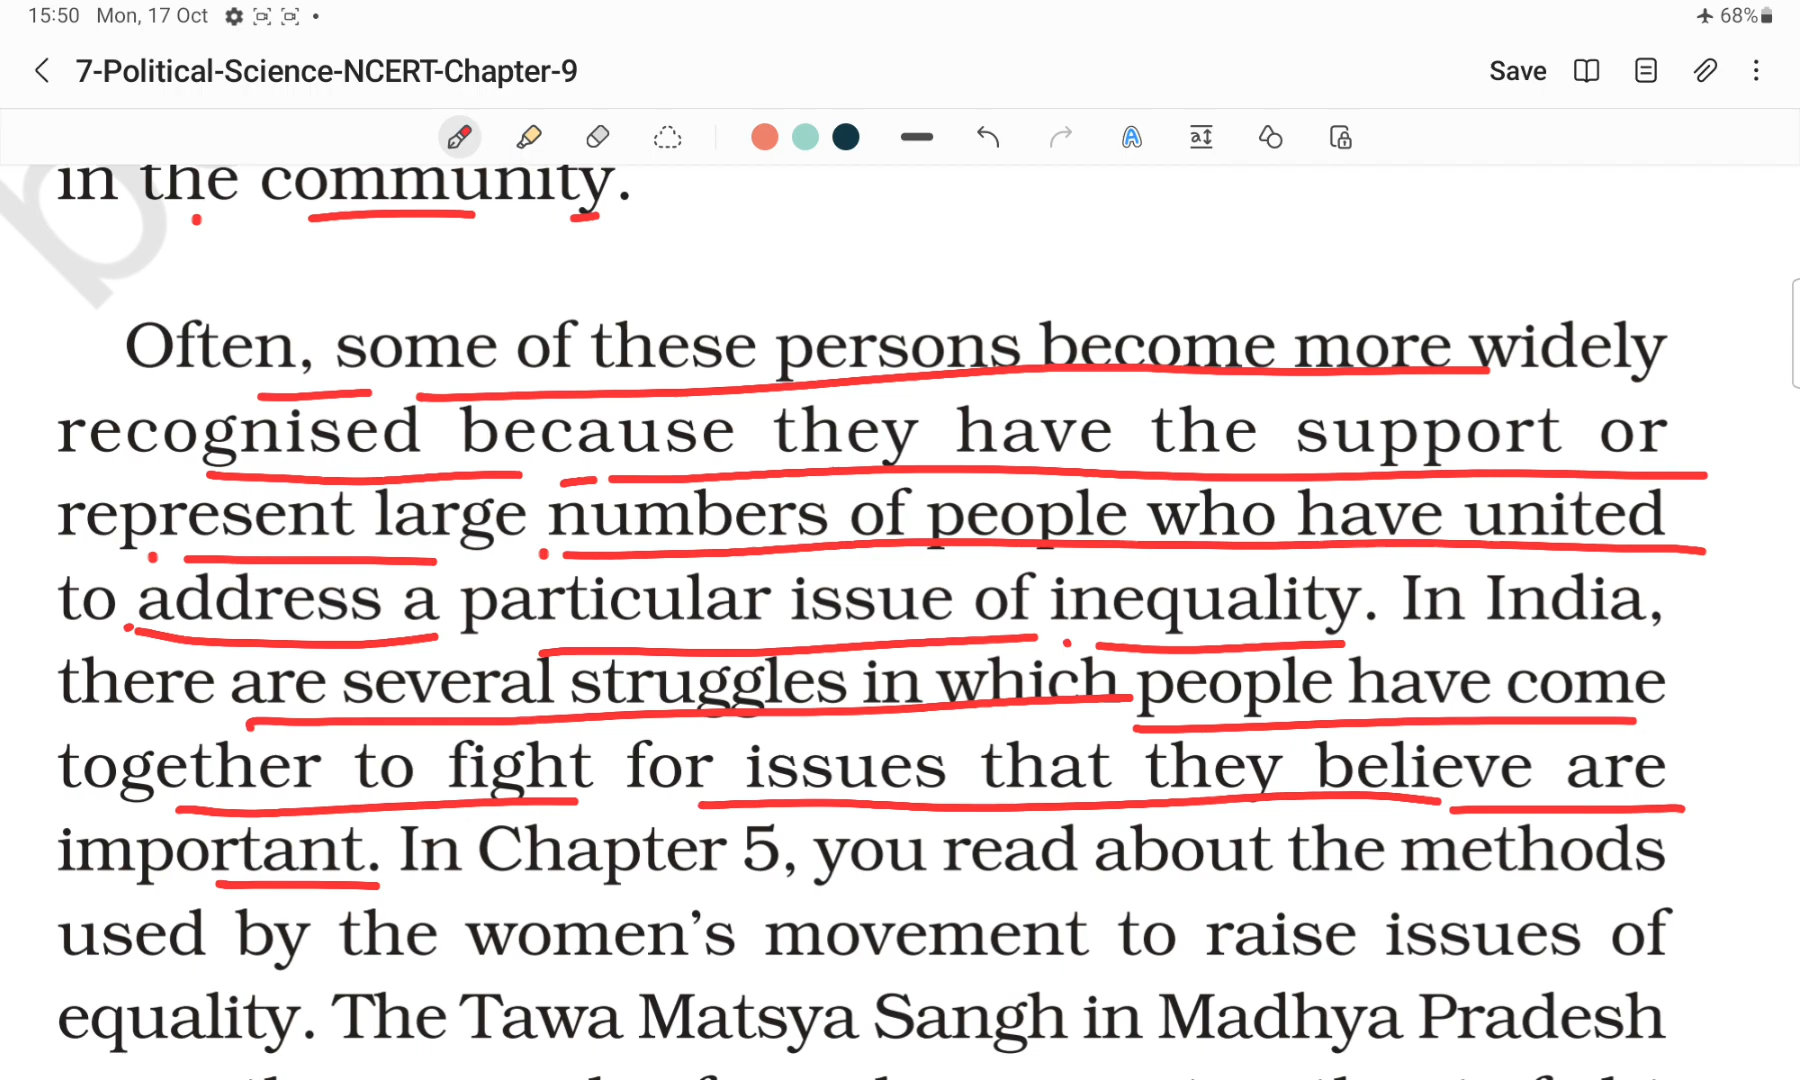 15:50 Mon, 17 Oct
68%
7-Political-Science-NCERT-Chapter-9
Save
in the community.
Often, some of these persons become more widely
recognised because they have the support or
represent large numbers of people who have united
to address a particular issue of inequality. In India,
there are several struggles in which people have come
together to fight for issues that they believe are
important. In Chapter 5, you read about the methods
used by the women’s movement to raise issues of
equality. The Tawa Matsya Sangh in Madhya Pradesh